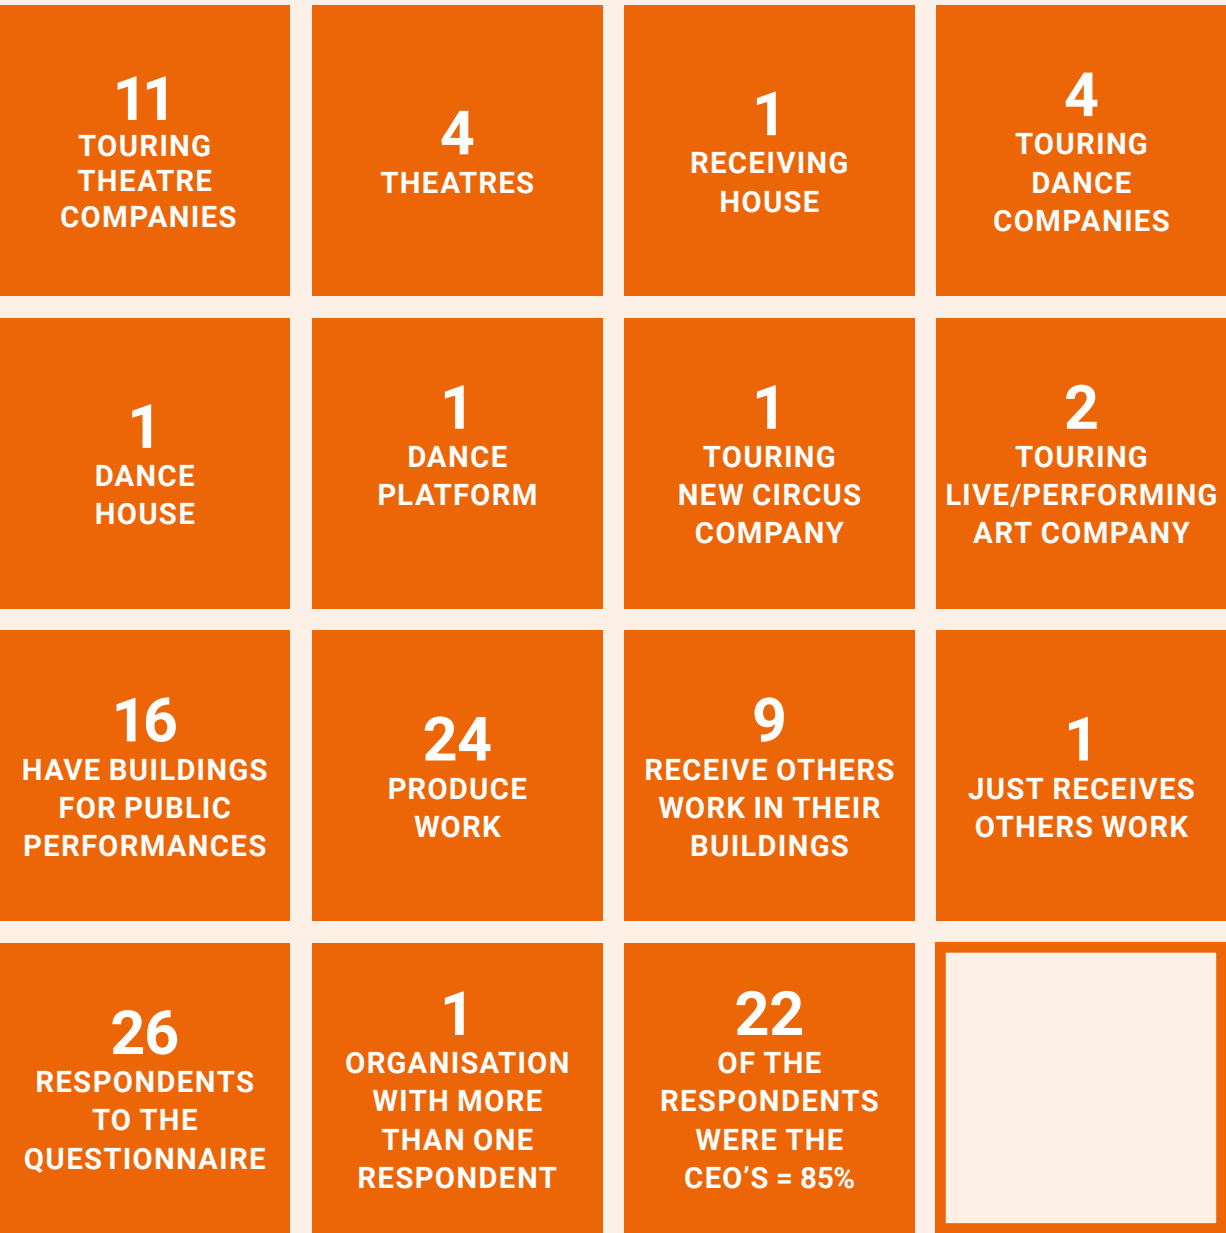 11
TOURING
THEATRE
COMPANIES
4
THEATRES
1
RECEIVING
HOUSE
4
TOURING
DANCE
COMPANIES
1
DANCE
HOUSE
1
DANCE
PLATFORM
1
TOURING
NEW CIRCUS
COMPANY
2
TOURING
LIVE/PERFORMING
ART COMPANY
16
HAVE BUILDINGS
FOR PUBLIC
PERFORMANCES
24
PRODUCE
WORK
9
RECEIVE OTHERS
WORK IN THEIR
BUILDINGS
1
JUST RECEIVES
OTHERS WORK
26
RESPONDENTS
TO THE
QUESTIONNAIRE
1
ORGANISATION
WITH MORE
THAN ONE
RESPONDENT
22
OF THE
RESPONDENTS
WERE THE
CEO’S = 85%